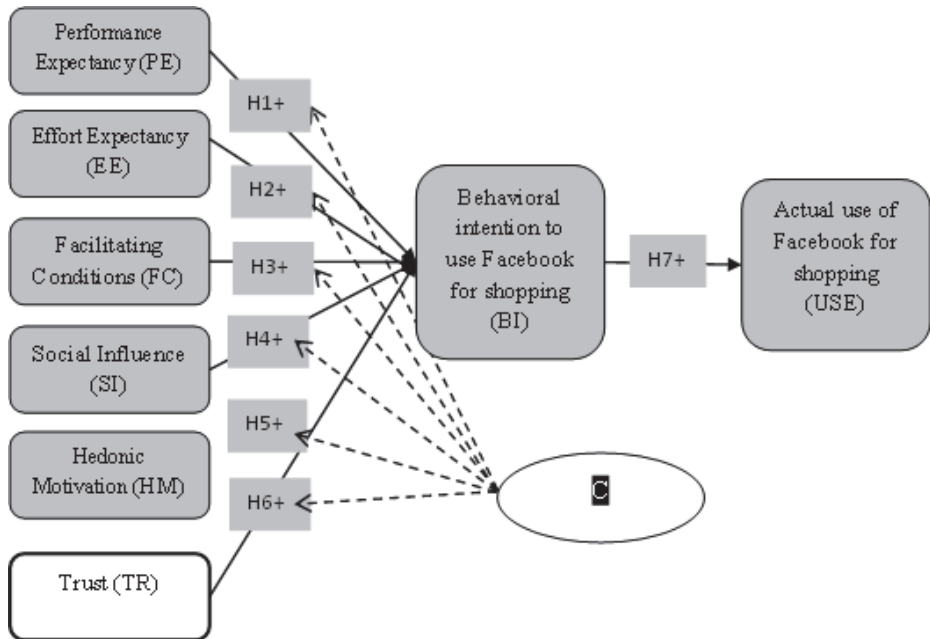 Performance
Expectancy (PE)
H1+
Effort Expectancy
(EE)
H2+
Facilitating
Conditions (FC)
H3+
Social Influence
(SI)
H4+
Hedonic
Motivation (HM)
H5+
Trust (TR)
H6+
Behavioral
intention to
use Facebook
for shopping
(BI)
H7+
Actual use of
Facebook for
shopping
(USE)
C